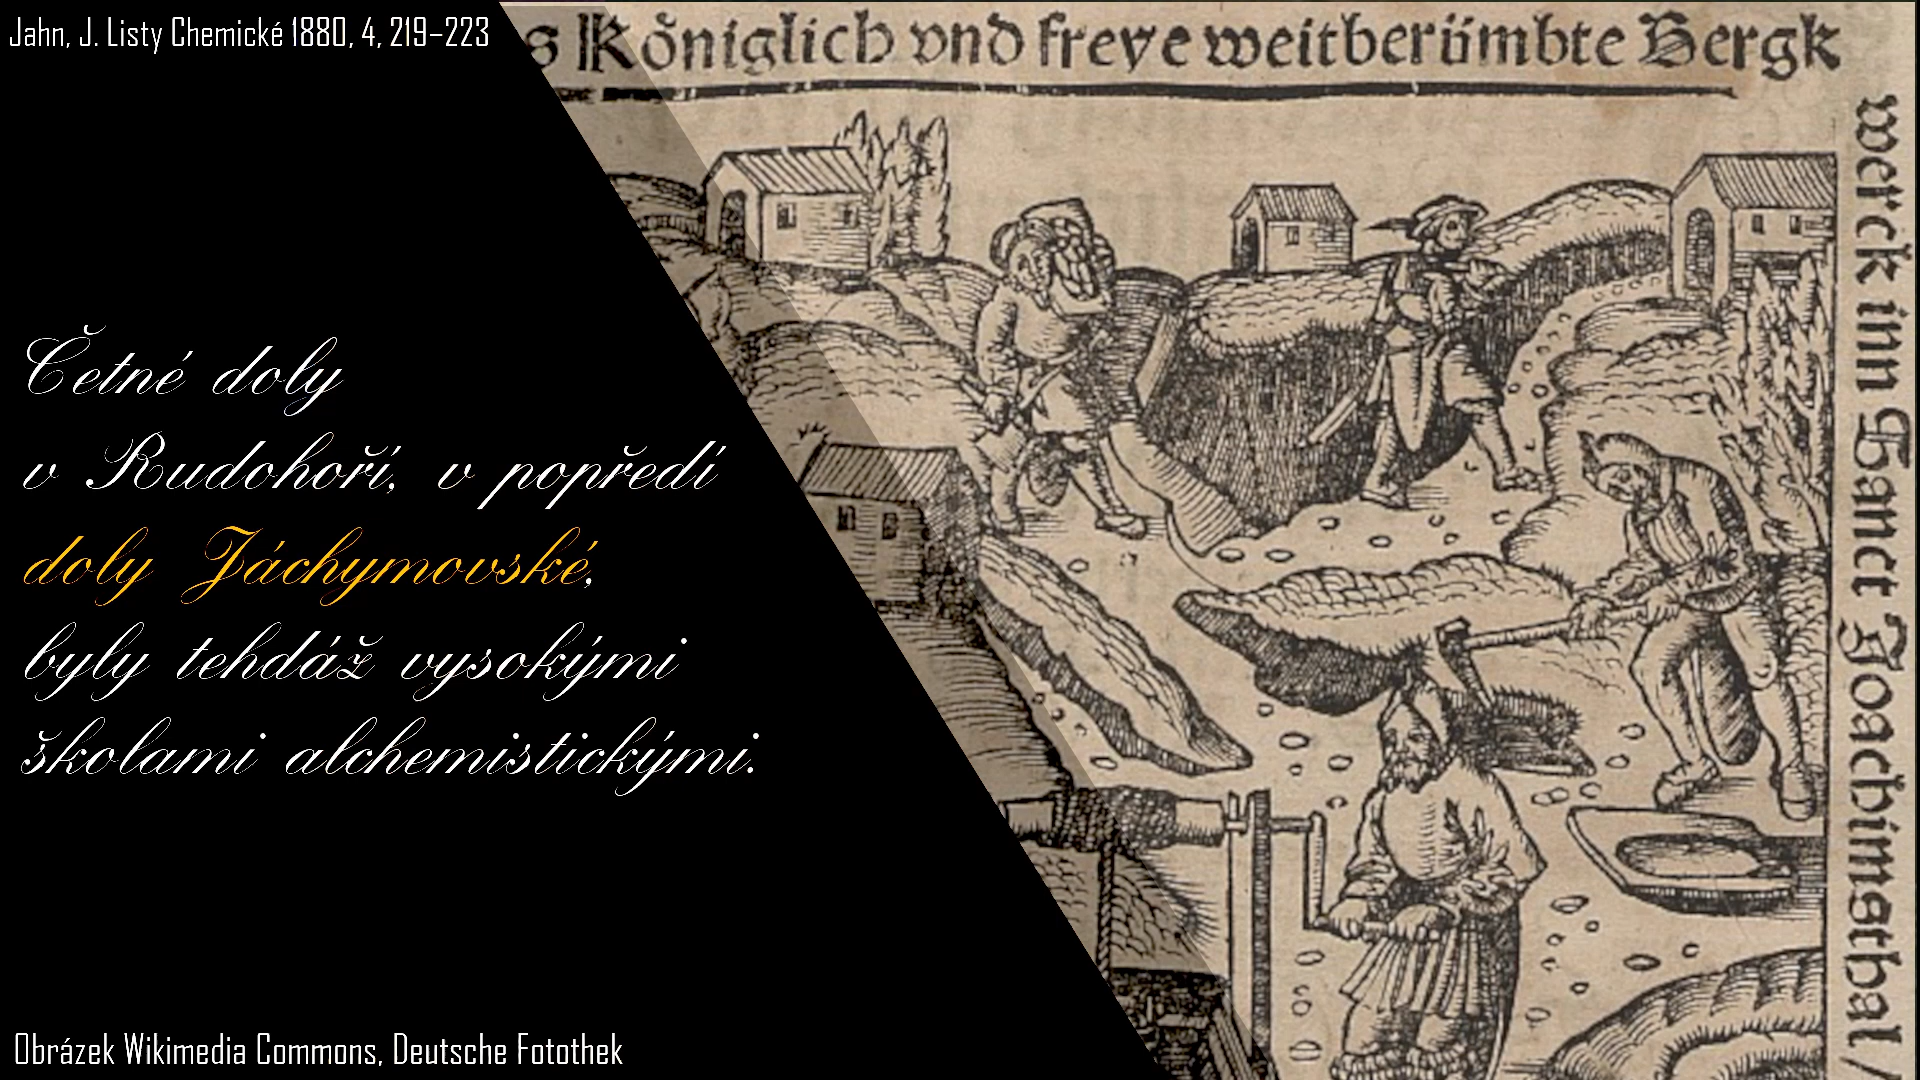 Jahn, J. Listy Chemické 1880, 4, 219–223
s Königlich vnd freye weitberümbte Bergk
werck inn Sanct Joachimsthal /
Četné doly
v Rudohoří, v popředí
doly Jáchymovské,
byly tehdáž vysokými
školami alchemistickými.
Obrázek Wikimedia Commons, Deutsche Fotothek